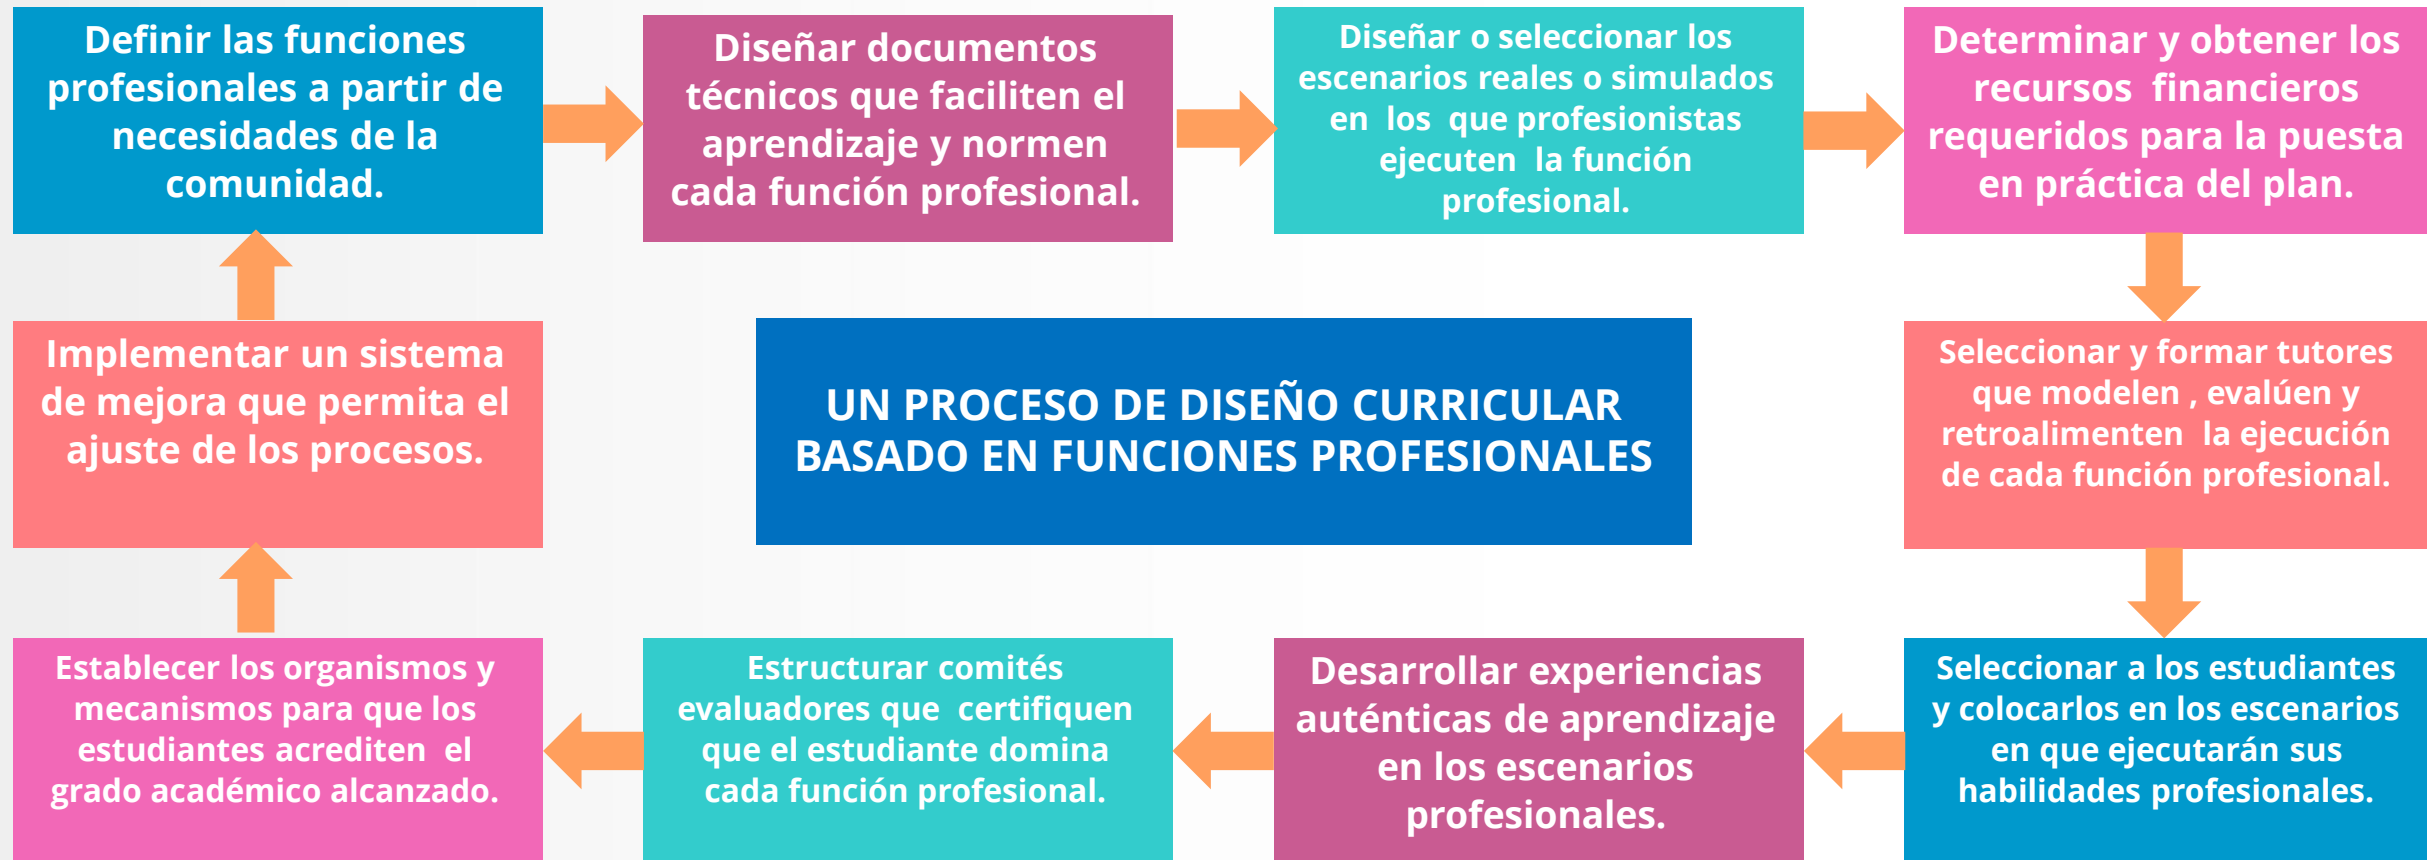 Definir las funciones
profesionales a partir de
necesidades de la
comunidad.
Diseñar documentos
técnicos que faciliten el
aprendizaje y normen
cada función profesional.
Diseñar o seleccionar los
escenarios reales o simulados
en los que profesionistas
ejecuten la función
profesional.
Determinar y obtener los
recursos financieros
requeridos para la puesta
en práctica del plan.
Implementar un sistema
de mejora que permita el
ajuste de los procesos.
UN PROCESO DE DISEÑO CURRICULAR
BASADO EN FUNCIONES PROFESIONALES
Seleccionar y formar tutores
que modelen , evalúen y
retroalimenten la ejecución
de cada función profesional.
Establecer los organismos y
mecanismos para que los
estudiantes acrediten el
grado académico alcanzado.
Estructurar comités
evaluadores que certifiquen
que el estudiante domina
cada función profesional.
Desarrollar experiencias
auténticas de aprendizaje
en los escenarios
profesionales.
Seleccionar a los estudiantes
y colocarlos en los escenarios
en que ejecutarán sus
habilidades profesionales.